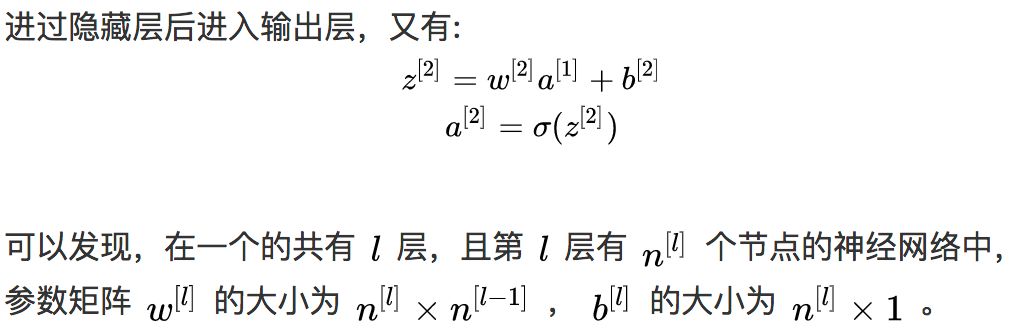 进过隐藏层后进入输出层，又有:
z^{[2]} = w^{[2]}a^{[1]} + b^{[2]}
a^{[2]} = σ(z^{[2]})
可以发现，在一个的共有 l 层，且第 l 层有 n^{[l]} 个节点的神经网络中，
参数矩阵 w^{[l]} 的大小为 n^{[l]} × n^{[l−1]} ， b^{[l]} 的大小为 n^{[l]} × 1 。